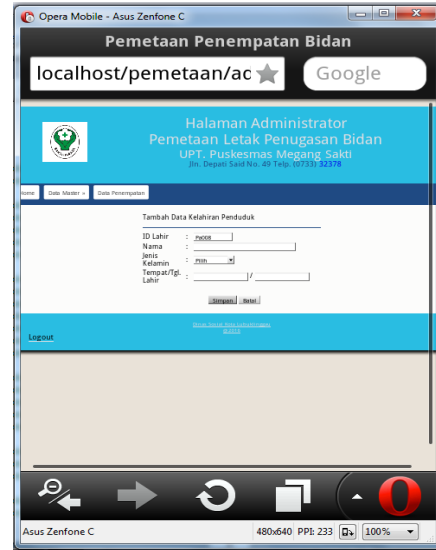 Opera Mobile - Asus Zenfone C
Pemetaan Penempatan Bidan
localhost/pemetaan/ac
Google
Halaman Administrator
Pemetaan Letak Penugasan Bidan
UPT. Puskesmas Megang Sakti
Jln. Depati Said No. 49 Telp. (0733) 32378
Home Data Master Data Penempatan
Tambah Data Kelahiran Penduduk
ID Lahir :
Nama :
Jenis
Kelamin : Pilih
Tempat/Tgl.
Lahir : /
Simpan Batal
Logout
Asus Zenfone C 480x640 PPI: 233 100%